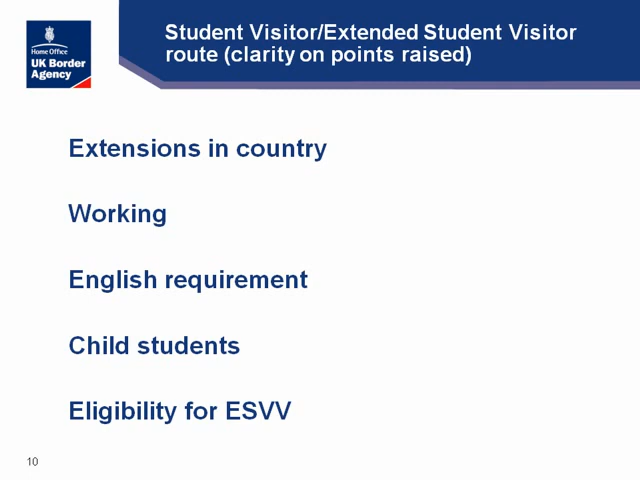 Home Office
UK Border
Agency
Student Visitor/Extended Student Visitor
route (clarity on points raised)
Extensions in country
Working
English requirement
Child students
Eligibility for ESVV
10